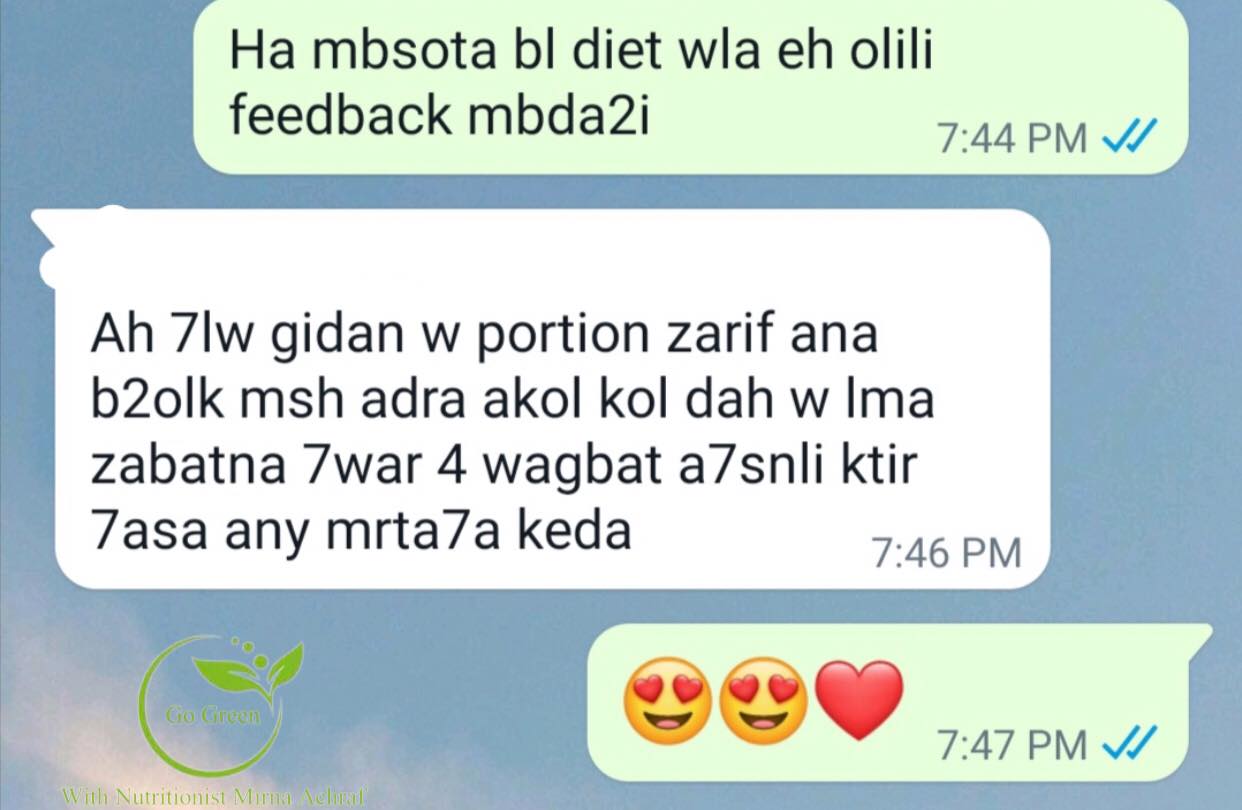 Ha mbsota bl diet wla eh olili
feedback mbda2i
7:44 PM
Ah 7lw gidan w portion zarif ana
b2olk msh adra akol kol dah w lma
zabatna 7war 4 wagbat a7snli ktir
7asa any mrta7a keda
7:46 PM
😍😍❤️
7:47 PM
Go Green
With Nutritionist Mirna Achraf